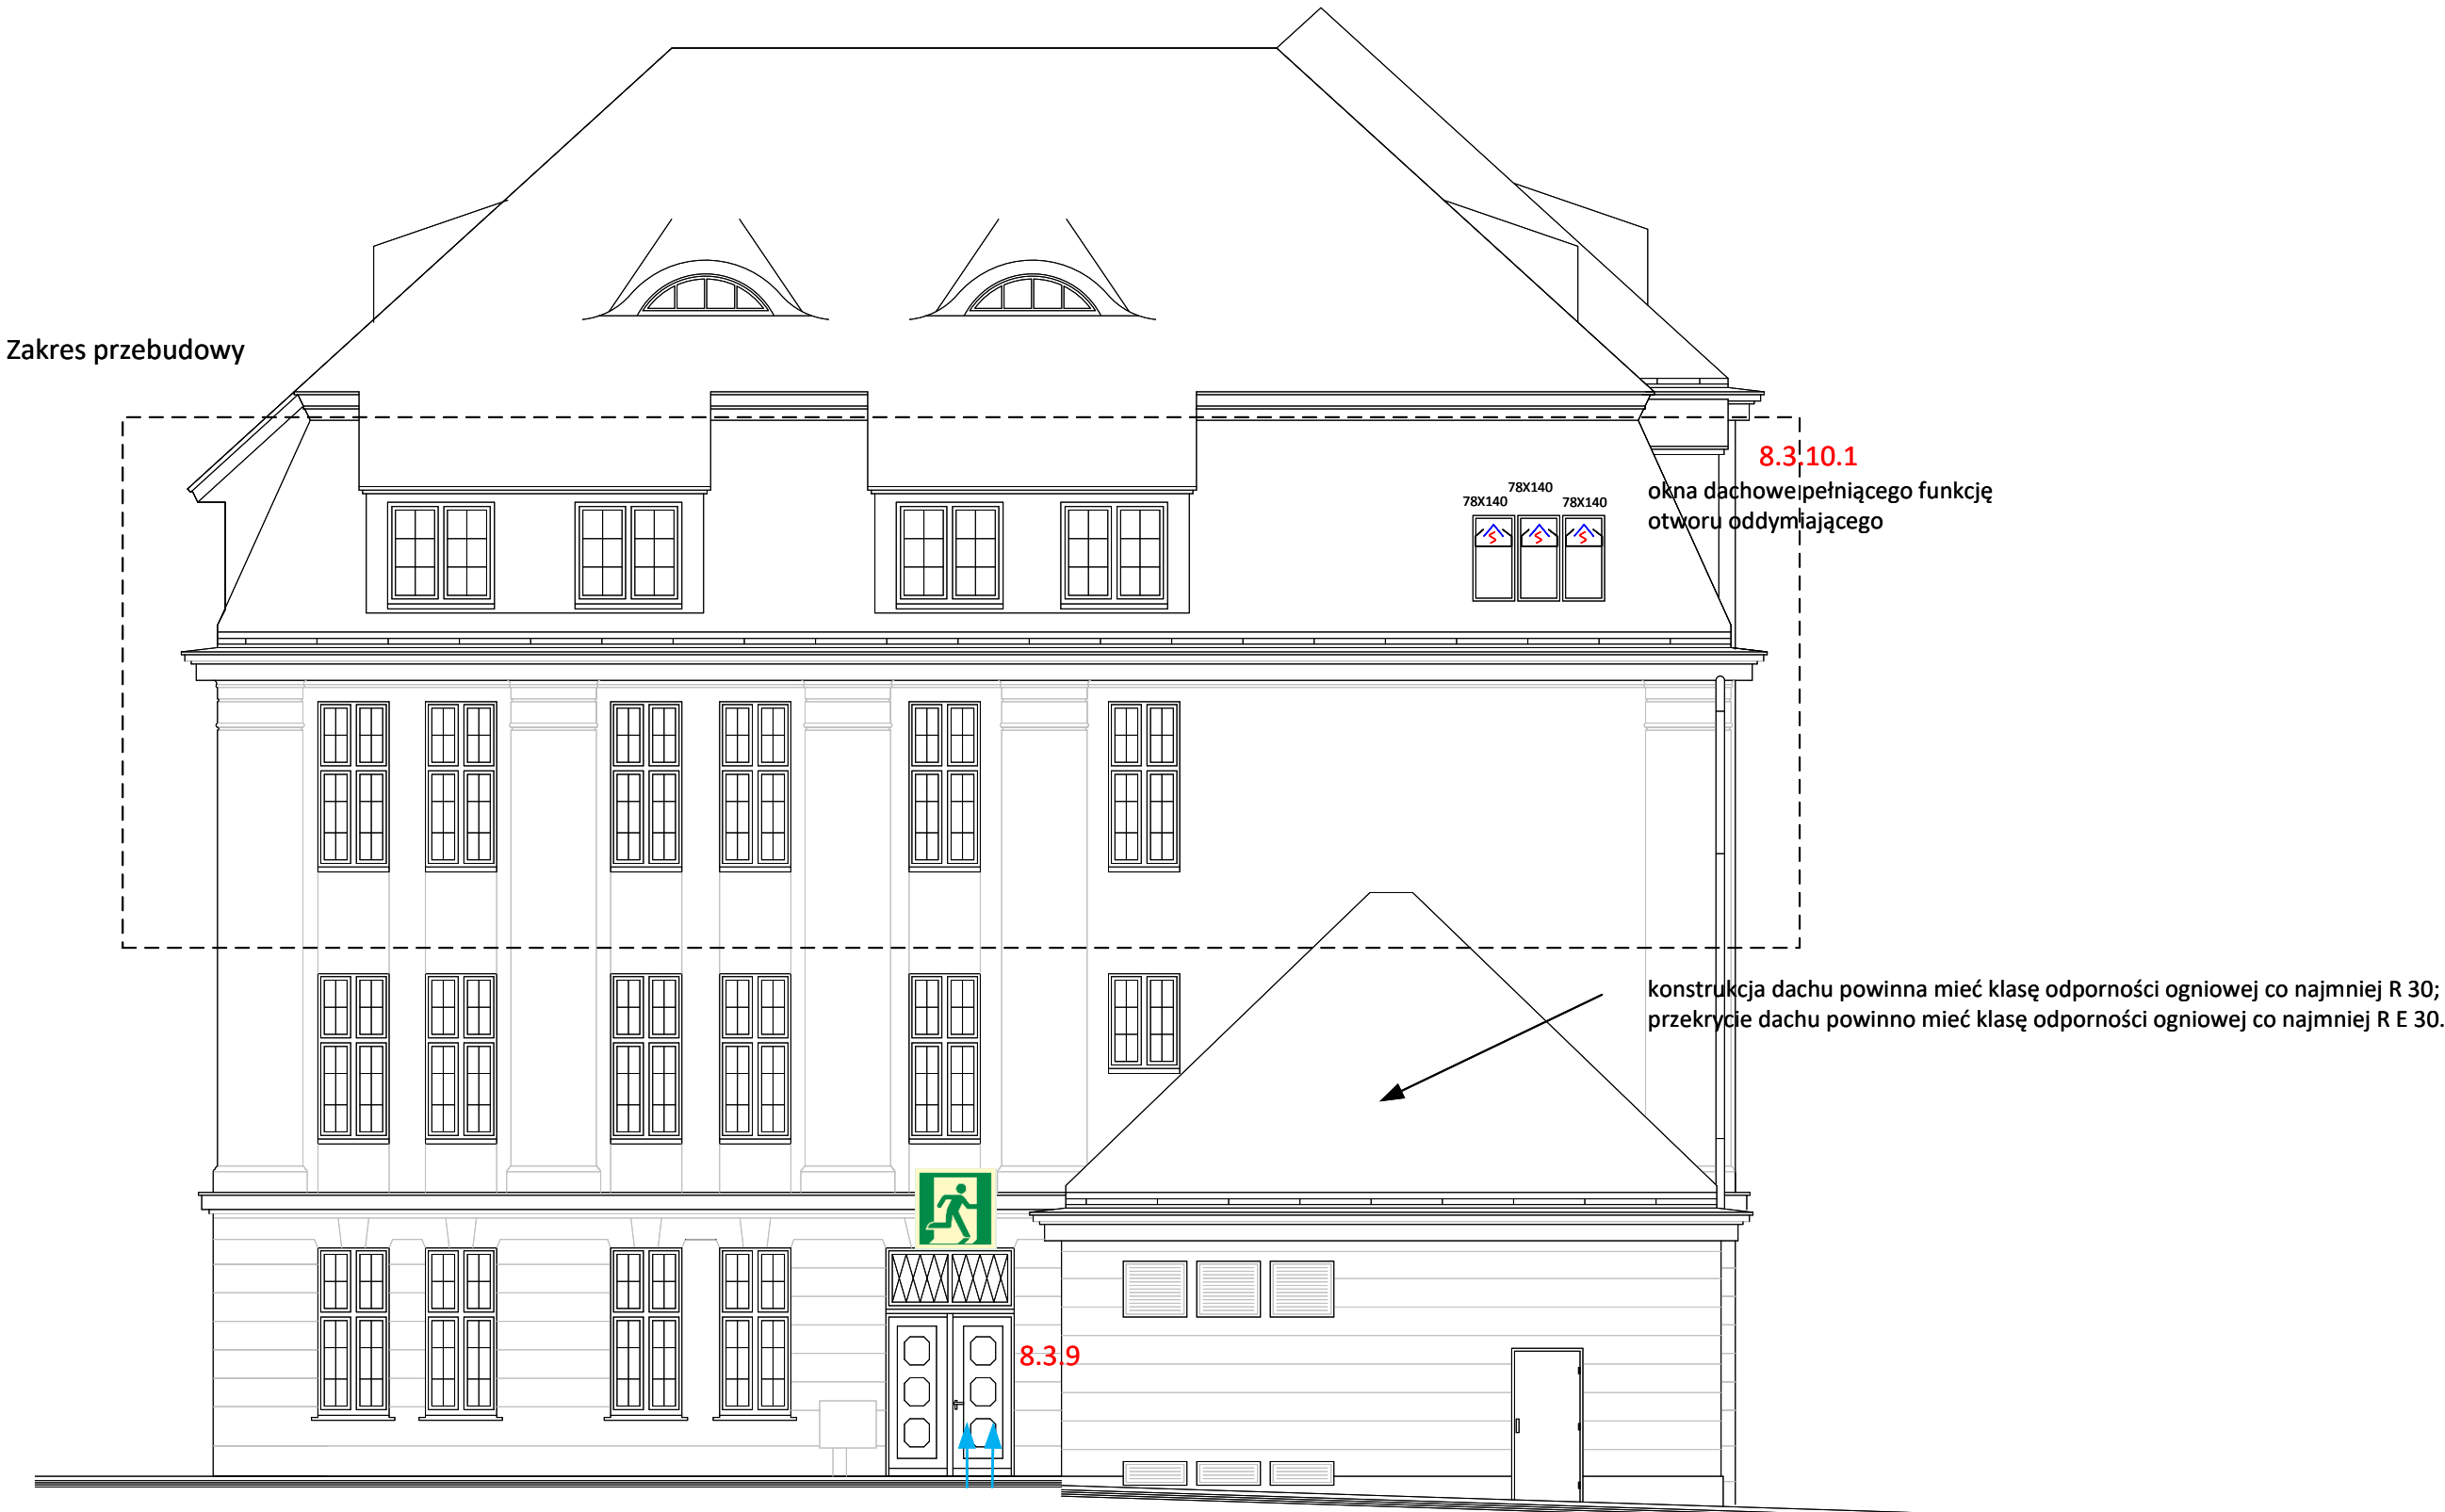 Zakres przebudowy
8.3.10.1
okna dachowe pełniącego funkcję
otworu oddymiającego
78X140
78X140
78X140
konstrukcja dachu powinna mieć klasę odporności ogniowej co najmniej R 30;
przekrycie dachu powinno mieć klasę odporności ogniowej co najmniej R E 30.
8.3.9